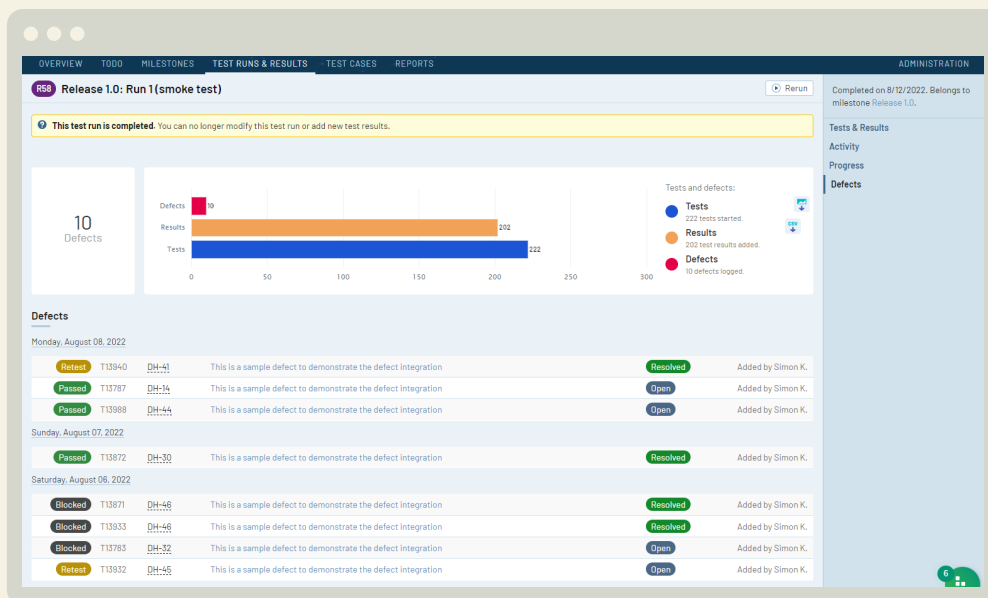 OVERVIEW TODO MILESTONES TEST RUNS & RESULTS TEST CASES REPORTS ADMINISTRATION
R58 Release 1.0: Run 1 (smoke test) Rerun
Completed on 8/12/2022. Belongs to
milestone Release 1.0.
This test run is completed. You can no longer modify this test run or add new test results.
Tests & Results
Activity
Progress
Defects
10
Defects
Defects 10
Results 202
Tests 222
0 50 100 150 200 250 300
Tests and defects:
Tests
222 tests started.
Results
202 test results added.
Defects
10 defects logged.
CSV
Defects
Monday, August 08, 2022
Retest T13940 DH-41 This is a sample defect to demonstrate the defect integration Resolved Added by Simon K.
Passed T13787 DH-14 This is a sample defect to demonstrate the defect integration Open Added by Simon K.
Passed T13988 DH-44 This is a sample defect to demonstrate the defect integration Open Added by Simon K.
Sunday, August 07, 2022
Passed T13872 DH-30 This is a sample defect to demonstrate the defect integration Resolved Added by Simon K.
Saturday, August 06, 2022
Blocked T13871 DH-46 This is a sample defect to demonstrate the defect integration Resolved Added by Simon K.
Blocked T13933 DH-46 This is a sample defect to demonstrate the defect integration Resolved Added by Simon K.
Blocked T13783 DH-32 This is a sample defect to demonstrate the defect integration Open Added by Simon K.
Retest T13932 DH-45 This is a sample defect to demonstrate the defect integration Open Added by Simon K.
6